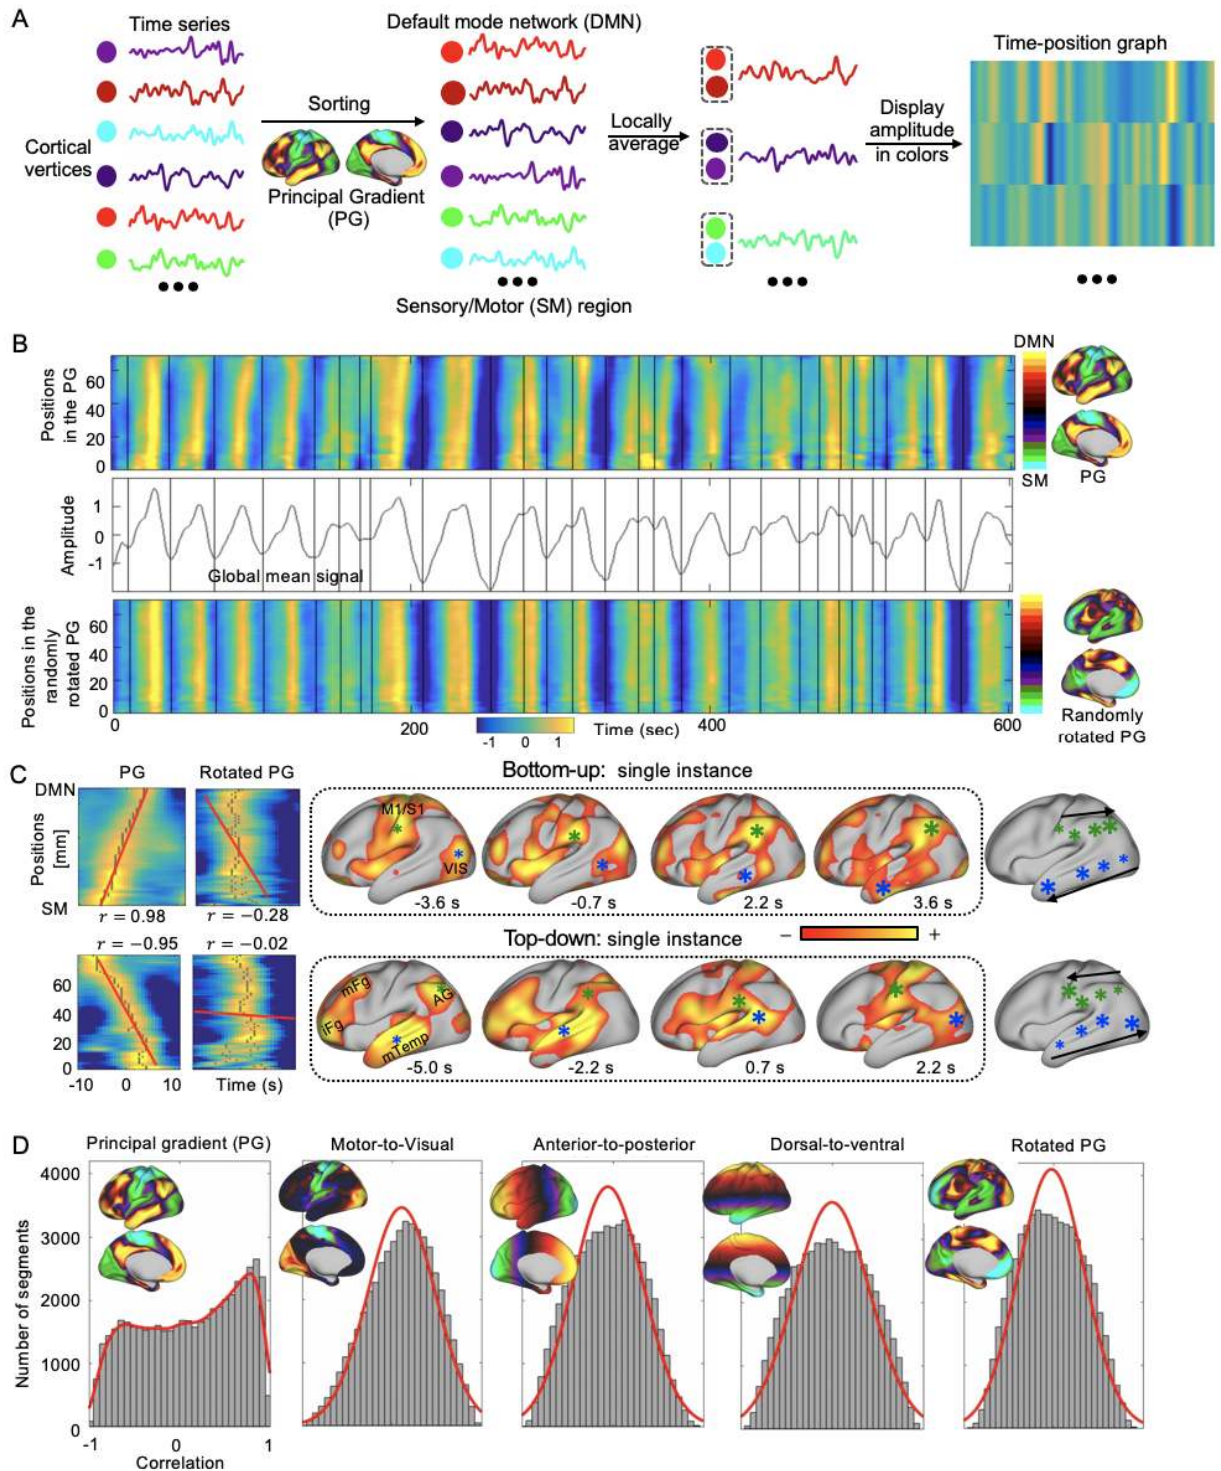 A
Time series
Cortical
vertices
Sorting
Principal Gradient
(PG)
Default mode network (DMN)
Sensory/Motor (SM) region
Locally
average
Display
amplitude
in colors
Time-position graph
B
Positions
in the PG
60
40
20
0
DMN
SM
PG
Amplitude
1
0
-1
Global mean signal
Positions in the
randomly
rotated PG
60
40
20
0
0
200
400
600
-1
0
1
Time (sec)
Randomly
rotated PG
C
PG
Rotated PG
DMN
Positions
[mm]
SM
r = 0.98
r = −0.28
r = −0.95
r = −0.02
60
40
20
0
-10
0
10
Time (s)
Bottom-up: single instance
M1/S1
VIS
-3.6 s
-0.7 s
2.2 s
3.6 s
Top-down: single instance
−
+
mFg
iFg
AG
mTemp
-5.0 s
-2.2 s
0.7 s
2.2 s
D
Principal gradient (PG)
Motor-to-Visual
Anterior-to-posterior
Dorsal-to-ventral
Rotated PG
Number of segments
4000
3000
2000
1000
0
-1
0
1
Correlation